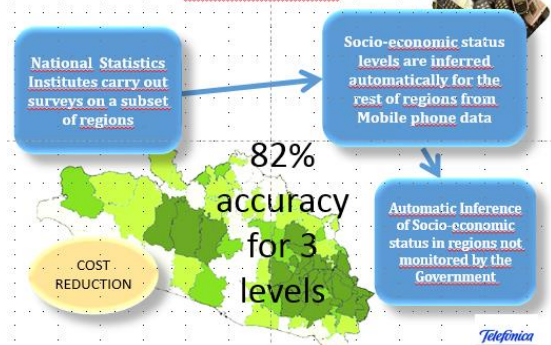 National Statistics
Institutes carry out
surveys on a subset
of regions
Socio-economic status
levels are inferred
automatically for the
rest of regions from
Mobile phone data
82%
accuracy
for 3
levels
Automatic Inference
of Socio-economic
status in regions not
monitored by the
Government
COST
REDUCTION
Telefónica